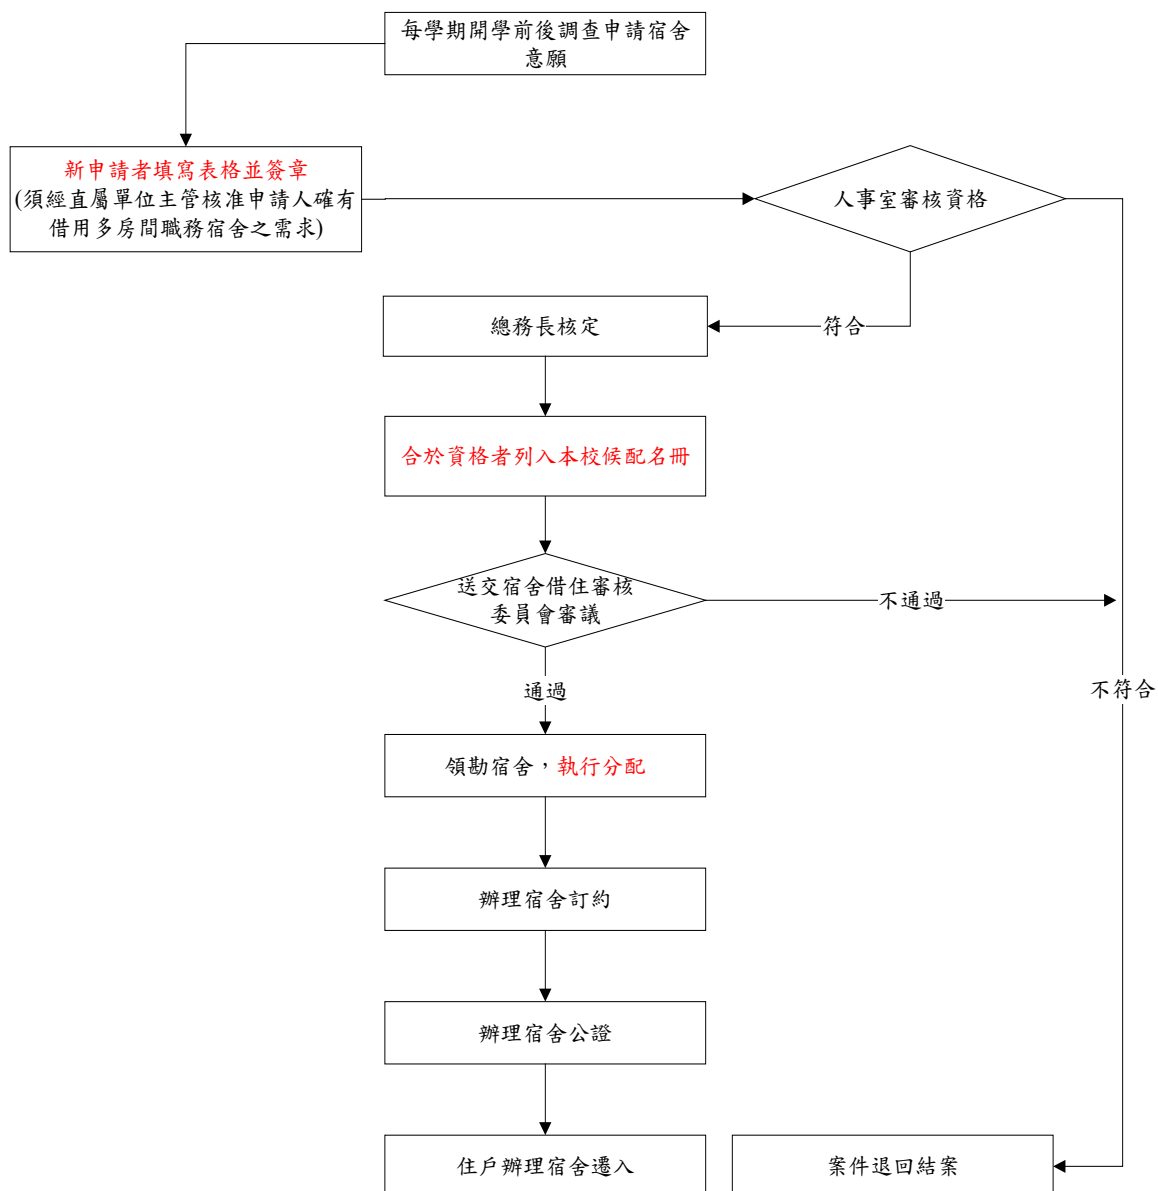 每學期開學前後調查申請宿舍
意願
新申請者填寫表格並簽章
(須經直屬單位主管核准申請人確有
借用多房間職務宿舍之需求)
人事室審核資格
總務長核定
符合
合於資格者列入本校候配名冊
送交宿舍借住審核
委員會審議
不通過
通過
不符合
領勘宿舍，執行分配
辦理宿舍訂約
辦理宿舍公證
住戶辦理宿舍遷入
案件退回結案